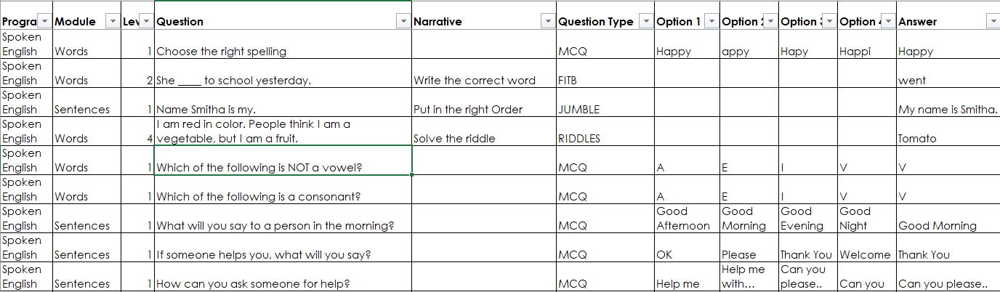 Progra Module Lev Question Narrative Question Type Option 1 Option 2 Option 3 Option 4 Answer
Spoken
English Words 1 Choose the right spelling MCQ Happy appy Hapy Happi Happy
Spoken
English Words 2 She ____ to school yesterday. Write the correct word FITB went
Spoken
English Sentences 1 Name Smitha is my. Put in the right Order JUMBLE My name is Smitha.
Spoken I am red in color. People think I am a
English Words 4 vegetable, but I am a fruit. Solve the riddle RIDDLES Tomato
Spoken
English Words 1 Which of the following is NOT a vowel? MCQ A E I V V
Spoken
English Words 1 Which of the following is a consonant? MCQ A E I V V
Spoken Good Good Good Good
English Sentences 1 What will you say to a person in the morning? MCQ Afternoon Morning Evening Night Good Morning
Spoken
English Sentences 1 If someone helps you, what will you say? MCQ OK Please Thank You Welcome Thank You
Spoken Help me Can you
English Sentences 1 How can you ask someone for help? MCQ Help me with... please.. Can you Can you please..